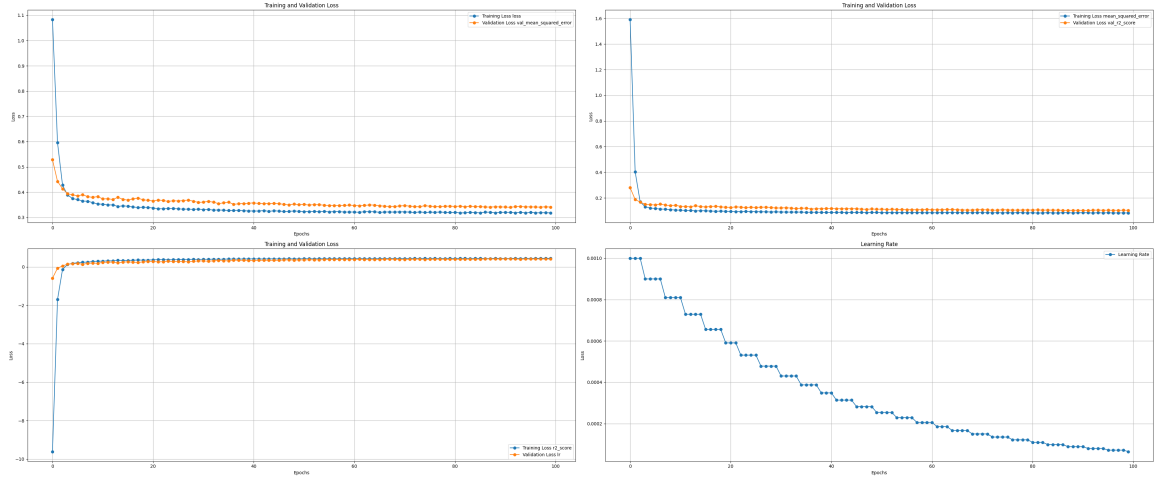 Training and Validation Loss
Training Loss loss
Validation Loss val_mean_squared_error
1.1
1.0
0.9
0.8
0.7
0.6
0.5
0.4
0.3
Loss
0
20
40
60
80
100
Epochs
Training and Validation Loss
Training Loss mean_squared_error
Validation Loss val_r2_score
1.6
1.4
1.2
1.0
0.8
0.6
0.4
0.2
Loss
0
20
40
60
80
100
Epochs
Training and Validation Loss
0
−2
−4
−6
−8
−10
Loss
Training Loss r2_score
Validation Loss lr
0
20
40
60
80
100
Epochs
Learning Rate
Learning Rate
0.0010
0.0008
0.0006
0.0004
0.0002
Loss
0
20
40
60
80
100
Epochs